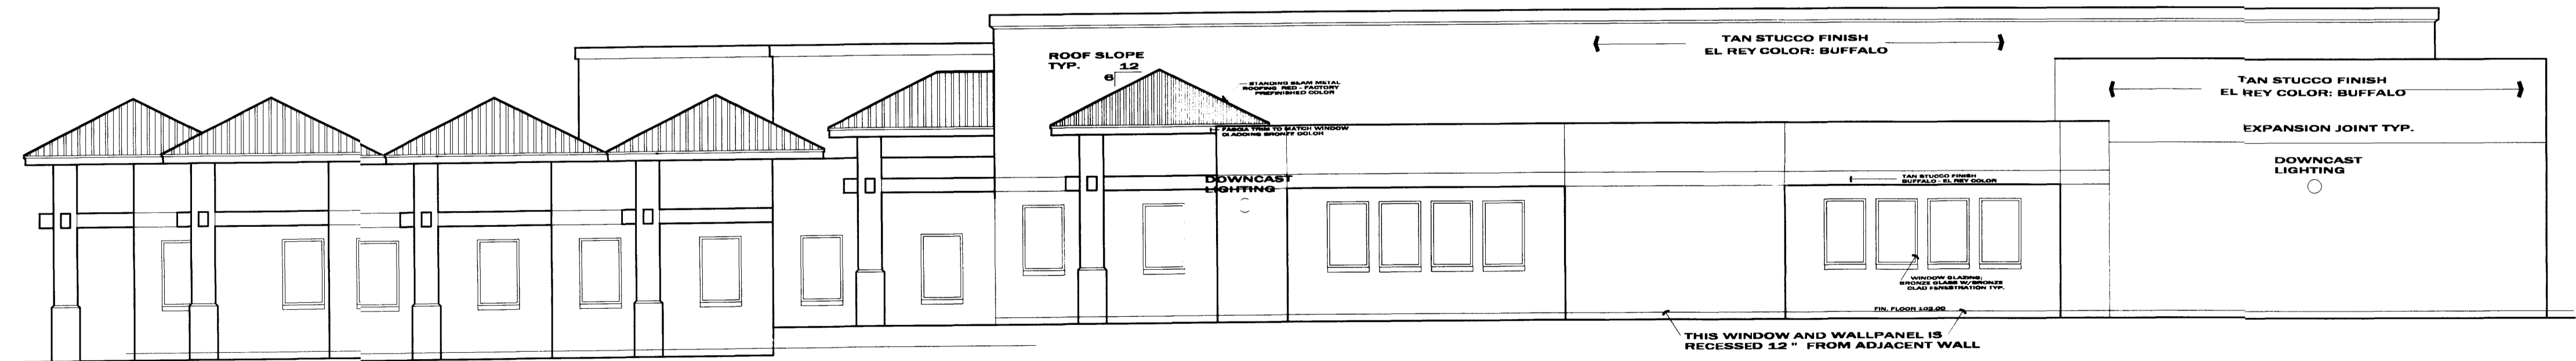 ROOF SLOPE
TYP. 12
6
STANDING SEAM METAL
ROOFING RED - FACTORY
PREFINISHED COLOR
FASCIA TRIM TO MATCH WINDOW
CLADDING BRONZE COLOR
DOWNCAST
LIGHTING
TAN STUCCO FINISH
EL REY COLOR: BUFFALO
TAN STUCCO FINISH
EL REY COLOR: BUFFALO
EXPANSION JOINT TYP.
DOWNCAST
LIGHTING
TAN STUCCO FINISH
BUFFALO - EL REY COLOR
WINDOW GLAZING:
BRONZE GLASS W/BRONZE
CLAD FENESTRATION TYP.
FIN. FLOOR 102.00
THIS WINDOW AND WALLPANEL IS
RECESSED 12 " FROM ADJACENT WALL